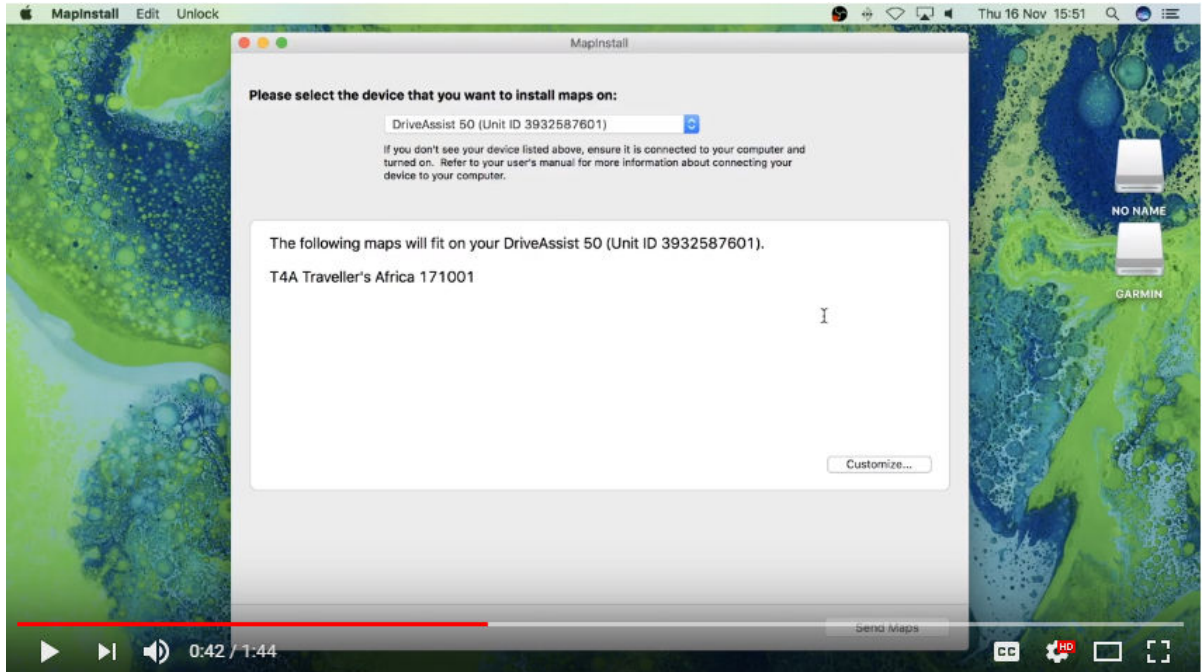 MapInstall Edit Unlock Thu 16 Nov 15:51
MapInstall
Please select the device that you want to install maps on:
DriveAssist 50 (Unit ID 3932587601)
If you don't see your device listed above, ensure it is connected to your computer and
turned on. Refer to your user's manual for more information about connecting your
device to your computer.
NO NAME
The following maps will fit on your DriveAssist 50 (Unit ID 3932587601).
T4A Traveller's Africa 171001
GARMIN
Customize...
Send Maps
0:42 / 1:44
CC
HD